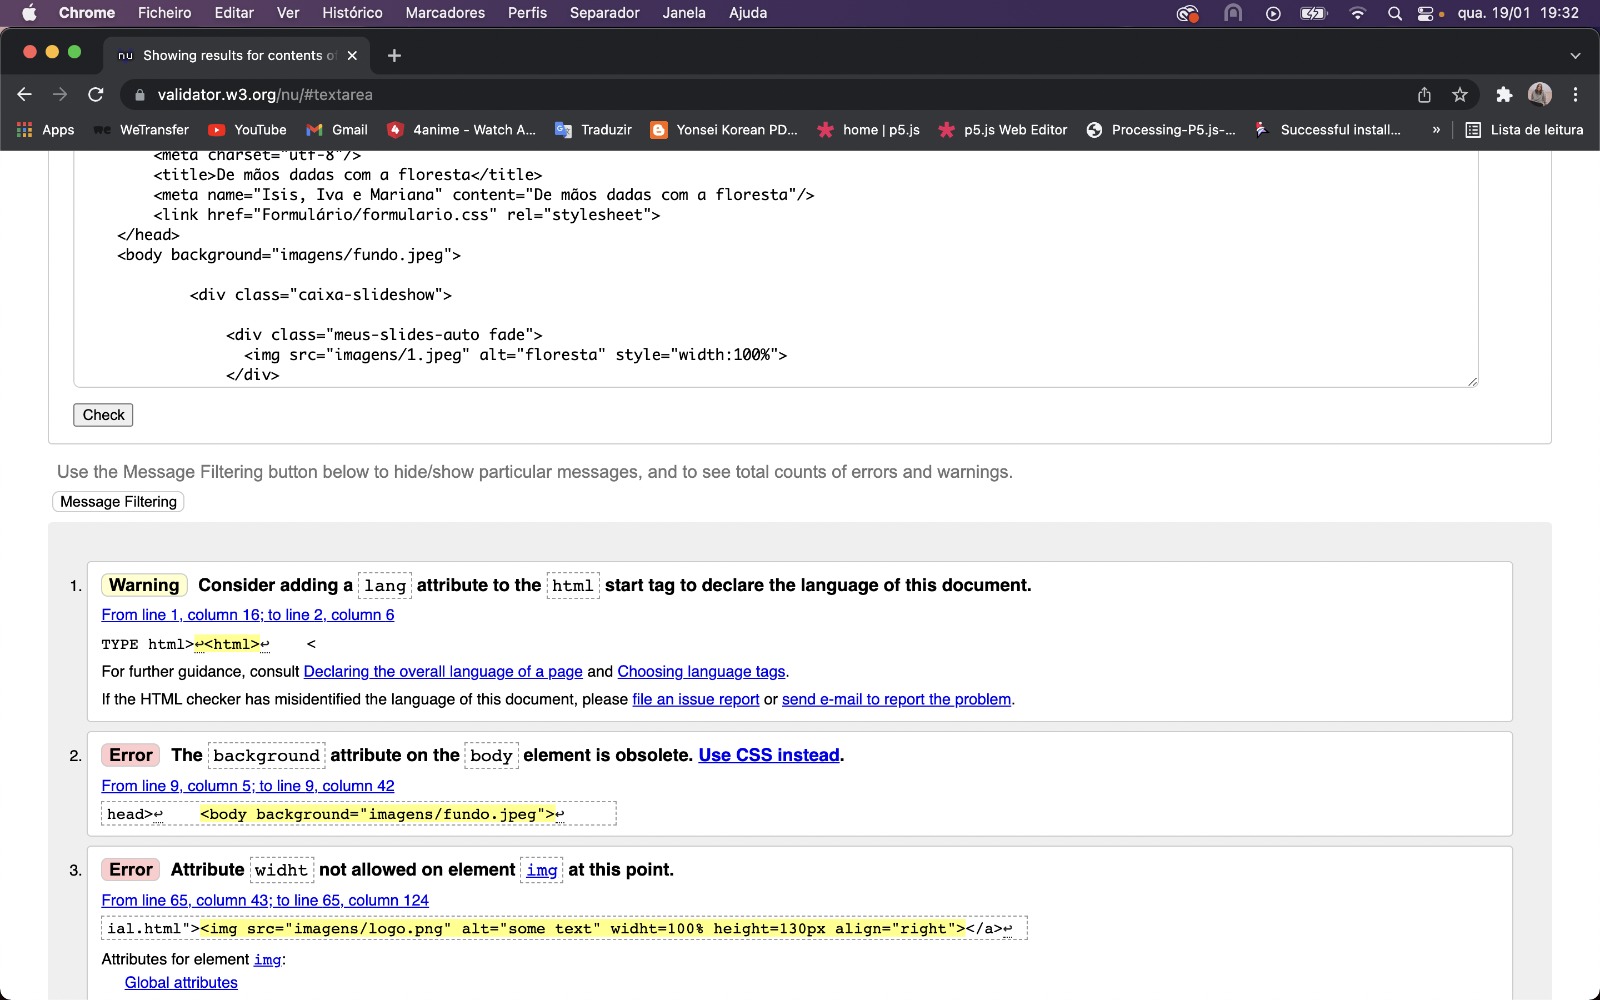 Chrome Ficheiro Editar Ver Histórico Marcadores Perfis Separador Janela Ajuda qua. 19/01 19:32
nu Showing results for contents of
validator.w3.org/nu/#textarea
Apps WeTransfer YouTube Gmail 4anime - Watch A... Traduzir Yonsei Korean PD... home | p5.js p5.js Web Editor Processing-P5.js-... Successful install... » Lista de leitura
<meta charset="utf-8"/>
<title>De mãos dadas com a floresta</title>
<meta name="Isis, Iva e Mariana" content="De mãos dadas com a floresta"/>
<link href="Formulário/formulario.css" rel="stylesheet">
</head>
<body background="imagens/fundo.jpeg">
<div class="caixa-slideshow">
<div class="meus-slides-auto fade">
<img src="imagens/1.jpeg" alt="floresta" style="width:100%">
</div>
Check
Use the Message Filtering button below to hide/show particular messages, and to see total counts of errors and warnings.
Message Filtering
1. Warning Consider adding a lang attribute to the html start tag to declare the language of this document.
From line 1, column 16; to line 2, column 6
TYPE html>↩<html>↩ <
For further guidance, consult Declaring the overall language of a page and Choosing language tags.
If the HTML checker has misidentified the language of this document, please file an issue report or send e-mail to report the problem.
2. Error The background attribute on the body element is obsolete. Use CSS instead.
From line 9, column 5; to line 9, column 42
head>↩ <body background="imagens/fundo.jpeg">↩
3. Error Attribute widht not allowed on element img at this point.
From line 65, column 43; to line 65, column 124
ial.html"><img src="imagens/logo.png" alt="some text" widht=100% height=130px align="right"></a>↩
Attributes for element img:
Global attributes